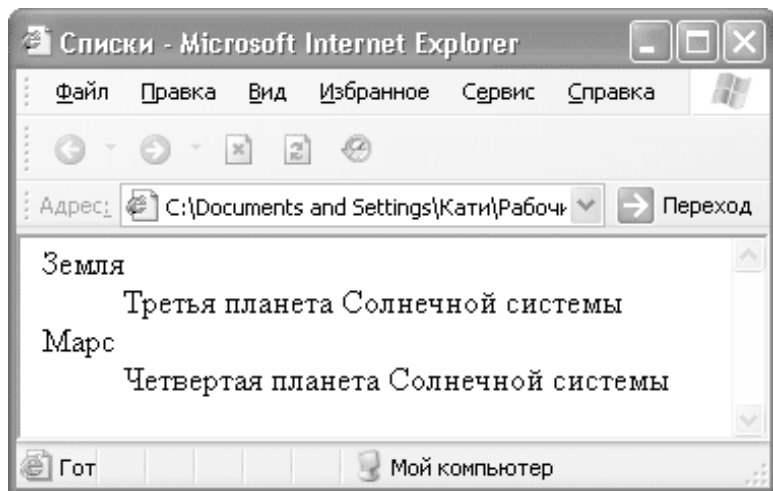 Списки - Microsoft Internet Explorer
Файл Правка Вид Избранное Сервис Справка
Адрес: C:\Documents and Settings\Кати\Рабочи Переход
Земля
Третья планета Солнечной системы
Марс
Четвертая планета Солнечной системы
Гот Мой компьютер